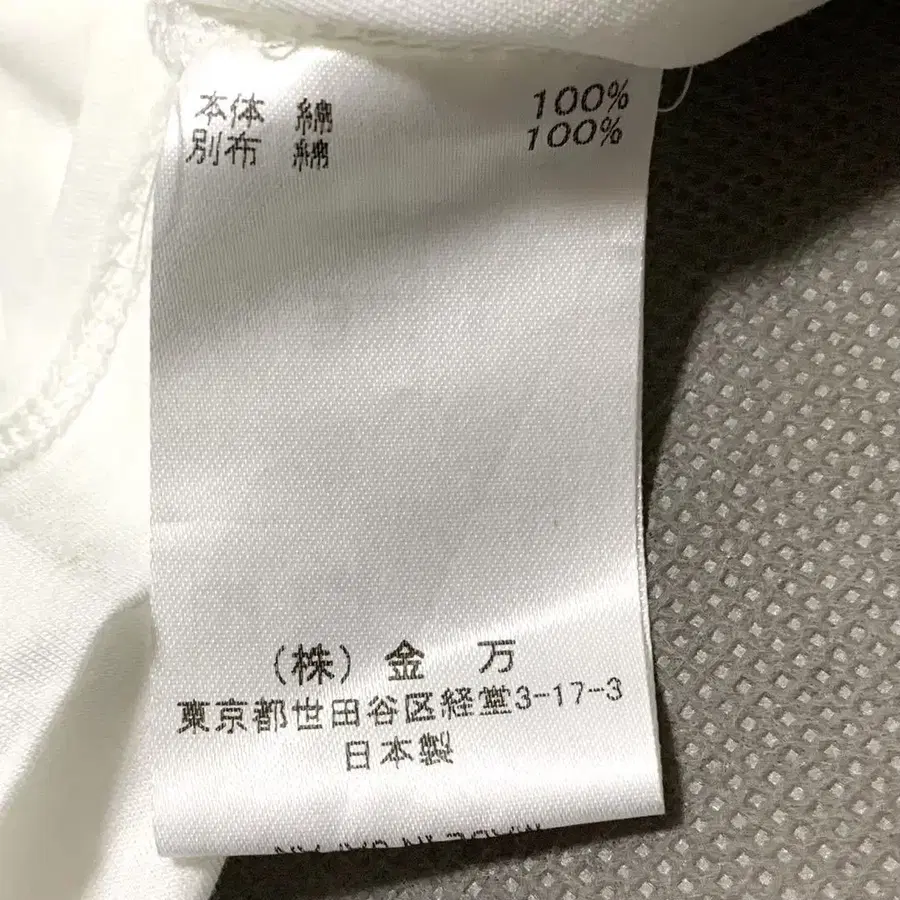 本体 綿 100%
別布 綿 100%
(株) 金 万
東京都世田谷区経堂3-17-3
日本製